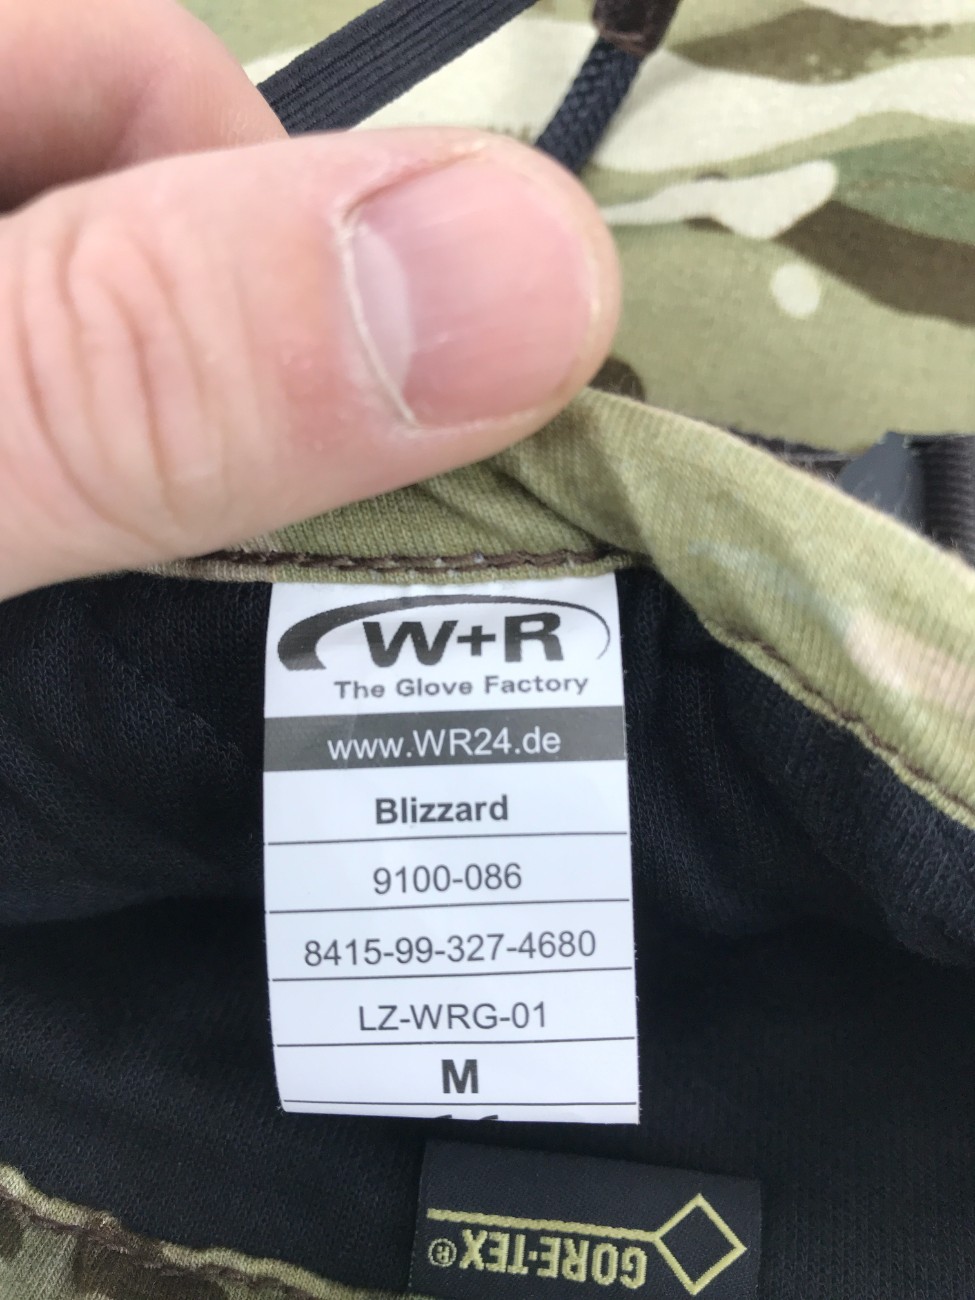 W+R
The Glove Factory
www.WR24.de
Blizzard
9100-086
8415-99-327-4680
LZ-WRG-01
M
GORE-TEX®